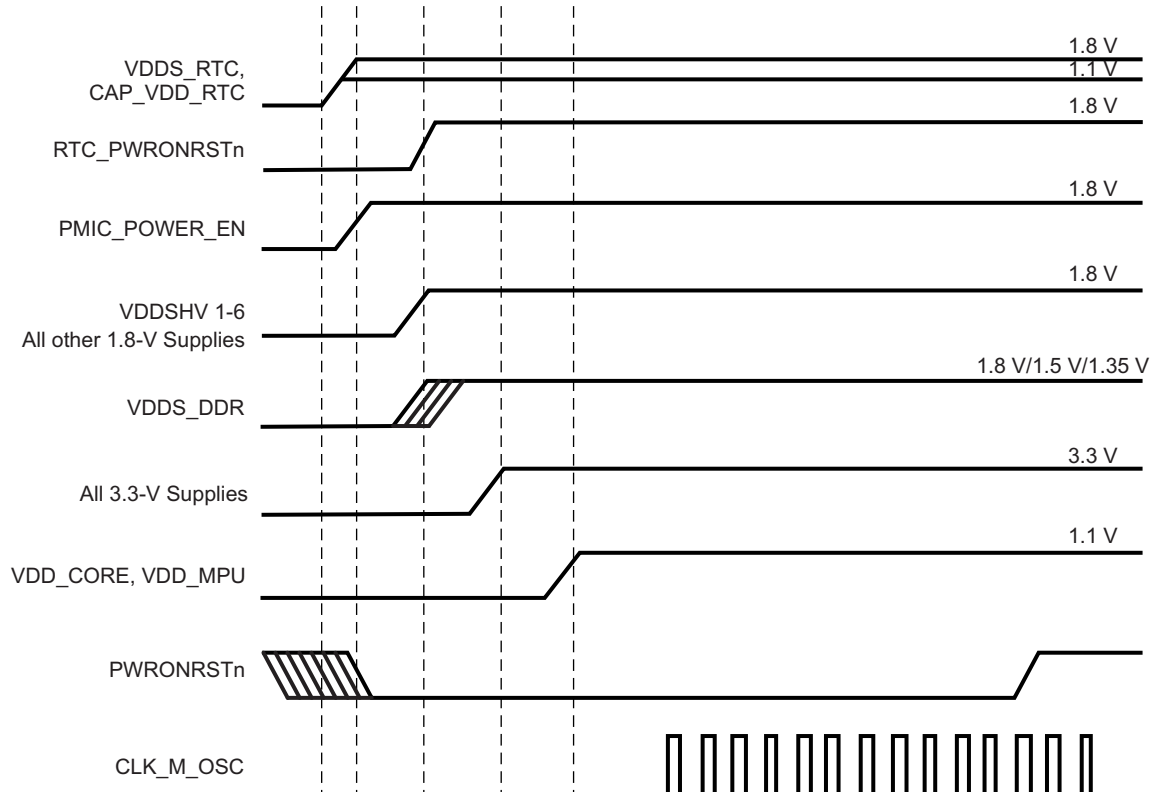 1.8 V
VDDS_RTC,
1.1 V
CAP_VDD_RTC
1.8 V
RTC_PWRONRSTn
1.8 V
PMIC_POWER_EN
1.8 V
VDDSHV 1-6
All other 1.8-V Supplies
1.8 V/1.5 V/1.35 V
VDDS_DDR
3.3 V
All 3.3-V Supplies
1.1 V
VDD_CORE, VDD_MPU
PWRONRSTn
CLK_M_OSC